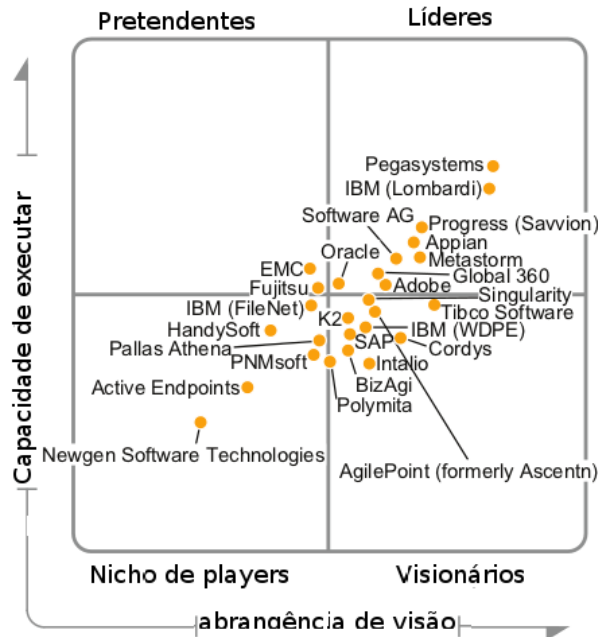 Pretendentes
Líderes
Pegasystems
IBM (Lombardi)
Software AG
Progress (Savvion)
Appian
Oracle
Metastorm
EMC
Global 360
Fujitsu
Adobe
Singularity
IBM (FileNet)
Tibco Software
K2
HandySoft
IBM (WDPE)
Pallas Athena
SAP
Cordys
PNMsoft
Intalio
Active Endpoints
BizAgi
Polymita
Newgen Software Technologies
AgilePoint (formerly Ascentn)
Capacidade de executar
Nicho de players
Visionários
abrangência de visão